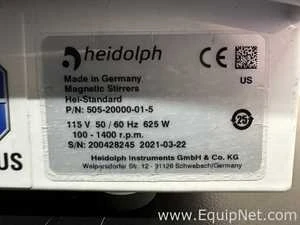 heidolph
CE
US
Made in Germany
Magnetic Stirrers
Hei-Standard
P/N: 505-20000-01-5
115 V 50 / 60 Hz 625 W
100 - 1400 r.p.m.
S/N: 200428245 2021-03-22
25
Heidolph Instruments GmbH & Co. KG
Walpersdorfer Str. 12 - 91126 Schwabach/Germany
US
www.EquipNet.com